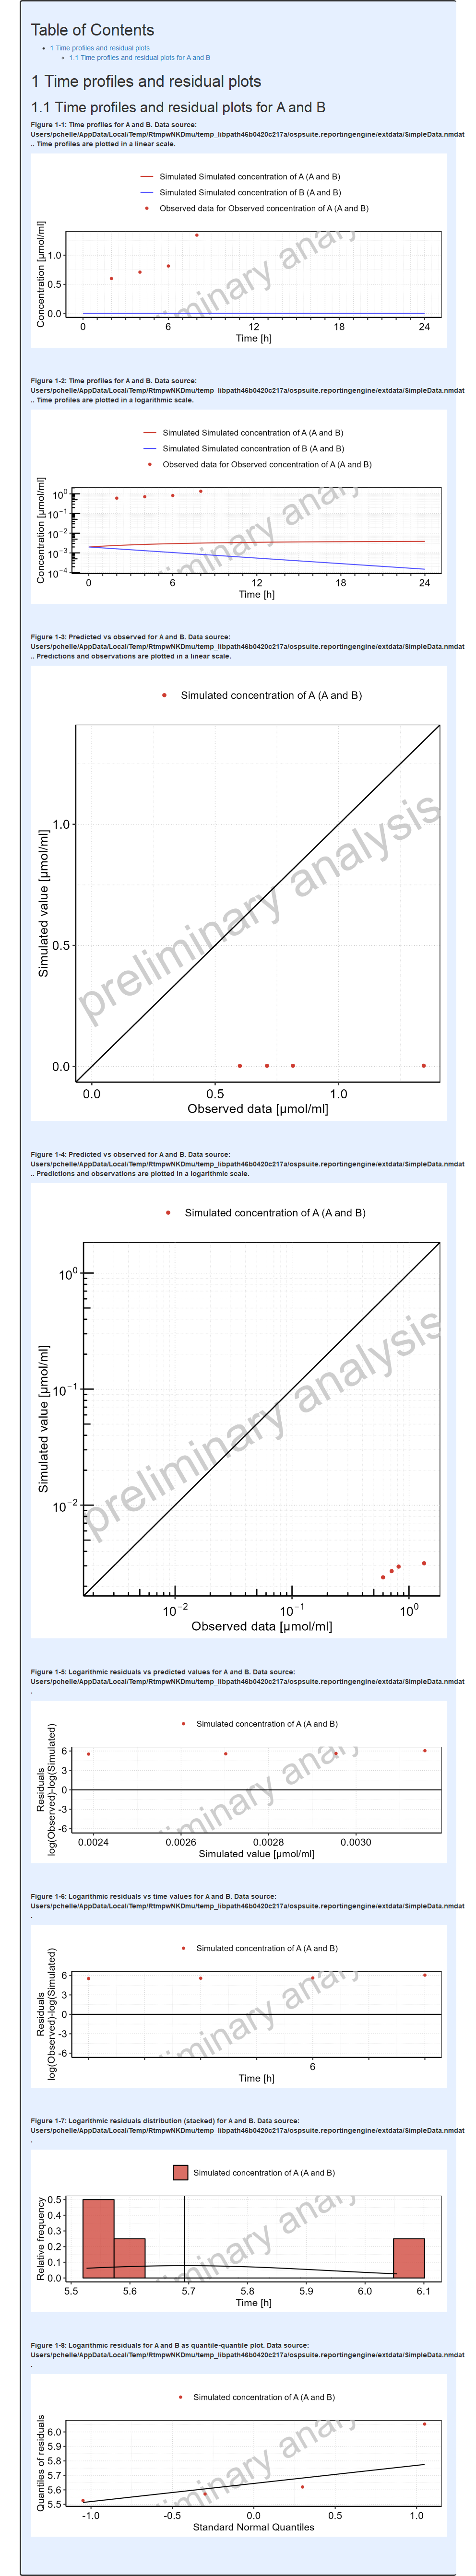 Table of Contents
1 Time profiles and residual plots
1.1 Time profiles and residual plots for A and B
1 Time profiles and residual plots
1.1 Time profiles and residual plots for A and B
Figure 1-1: Time profiles for A and B. Data source:
Users/pchelle/AppData/Local/Temp/RtmpwNKDmu/temp_libpath46b0420c217a/ospsuite.reportingengine/extdata/SimpleData.nmdat
.. Time profiles are plotted in a linear scale.
Simulated Simulated concentration of A (A and B)
Simulated Simulated concentration of B (A and B)
Observed data for Observed concentration of A (A and B)
Concentration [µmol/ml]
1.0
0.5
0.0
minary anary
0 6 12 18 24
Time [h]
Figure 1-2: Time profiles for A and B. Data source:
Users/pchelle/AppData/Local/Temp/RtmpwNKDmu/temp_libpath46b0420c217a/ospsuite.reportingengine/extdata/SimpleData.nmdat
.. Time profiles are plotted in a logarithmic scale.
Simulated Simulated concentration of A (A and B)
Simulated Simulated concentration of B (A and B)
Observed data for Observed concentration of A (A and B)
Concentration [µmol/ml]
10⁰
10⁻¹
10⁻²
10⁻³
10⁻⁴
minary anary
0 6 12 18 24
Time [h]
Figure 1-3: Predicted vs observed for A and B. Data source:
Users/pchelle/AppData/Local/Temp/RtmpwNKDmu/temp_libpath46b0420c217a/ospsuite.reportingengine/extdata/SimpleData.nmdat
.. Predictions and observations are plotted in a linear scale.
Simulated concentration of A (A and B)
Simulated value [µmol/ml]
1.0
0.5
0.0
preliminary analysis
0.0 0.5 1.0
Observed data [µmol/ml]
Figure 1-4: Predicted vs observed for A and B. Data source:
Users/pchelle/AppData/Local/Temp/RtmpwNKDmu/temp_libpath46b0420c217a/ospsuite.reportingengine/extdata/SimpleData.nmdat
.. Predictions and observations are plotted in a logarithmic scale.
Simulated concentration of A (A and B)
Simulated value [µmol/ml]
10⁰
10⁻¹
10⁻²
preliminary analysis
10⁻² 10⁻¹ 10⁰
Observed data [µmol/ml]
Figure 1-5: Logarithmic residuals vs predicted values for A and B. Data source:
Users/pchelle/AppData/Local/Temp/RtmpwNKDmu/temp_libpath46b0420c217a/ospsuite.reportingengine/extdata/SimpleData.nmdat
.
Simulated concentration of A (A and B)
Residuals
log(Observed)-log(Simulated)
6
3
0
-3
-6
minary anary
0.0024 0.0026 0.0028 0.0030
Simulated value [µmol/ml]
Figure 1-6: Logarithmic residuals vs time values for A and B. Data source:
Users/pchelle/AppData/Local/Temp/RtmpwNKDmu/temp_libpath46b0420c217a/ospsuite.reportingengine/extdata/SimpleData.nmdat
.
Simulated concentration of A (A and B)
Residuals
log(Observed)-log(Simulated)
6
3
0
-3
-6
minary anary
6
Time [h]
Figure 1-7: Logarithmic residuals distribution (stacked) for A and B. Data source:
Users/pchelle/AppData/Local/Temp/RtmpwNKDmu/temp_libpath46b0420c217a/ospsuite.reportingengine/extdata/SimpleData.nmdat
.
Simulated concentration of A (A and B)
Relative frequency
0.5
0.4
0.3
0.2
0.1
0.0
minary anary
5.5 5.6 5.7 5.8 5.9 6.0 6.1
Time [h]
Figure 1-8: Logarithmic residuals for A and B as quantile-quantile plot. Data source:
Users/pchelle/AppData/Local/Temp/RtmpwNKDmu/temp_libpath46b0420c217a/ospsuite.reportingengine/extdata/SimpleData.nmdat
.
Simulated concentration of A (A and B)
Quantiles of residuals
6.0
5.9
5.8
5.7
5.6
5.5
minary anary
-1.0 -0.5 0.0 0.5 1.0
Standard Normal Quantiles